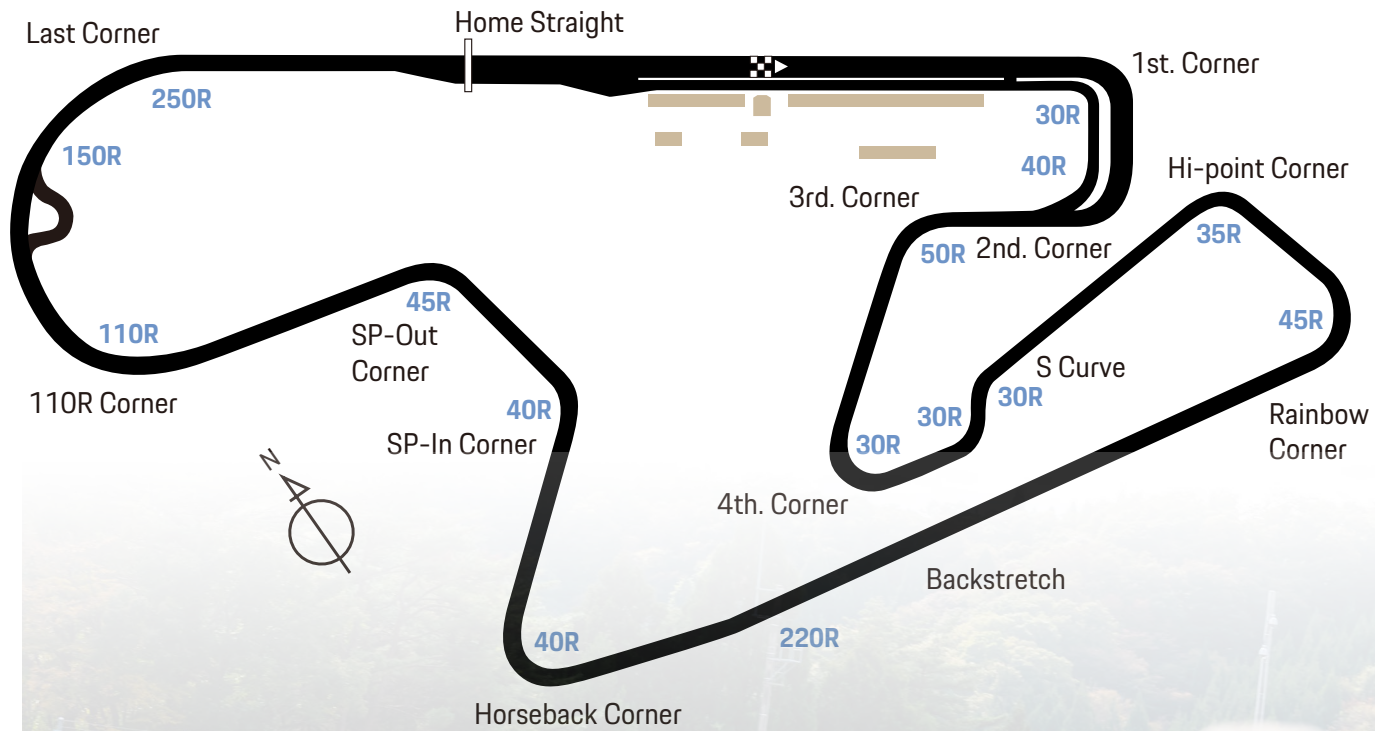 Home Straight
Last Corner
1st. Corner
250R
30R
150R
40R
Hi-point Corner
3rd. Corner
35R
50R
2nd. Corner
45R
SP-Out
Corner
45R
110R
110R Corner
S Curve
30R
30R
40R
SP-In Corner
30R
Rainbow
Corner
N
4th. Corner
Backstretch
220R
40R
Horseback Corner